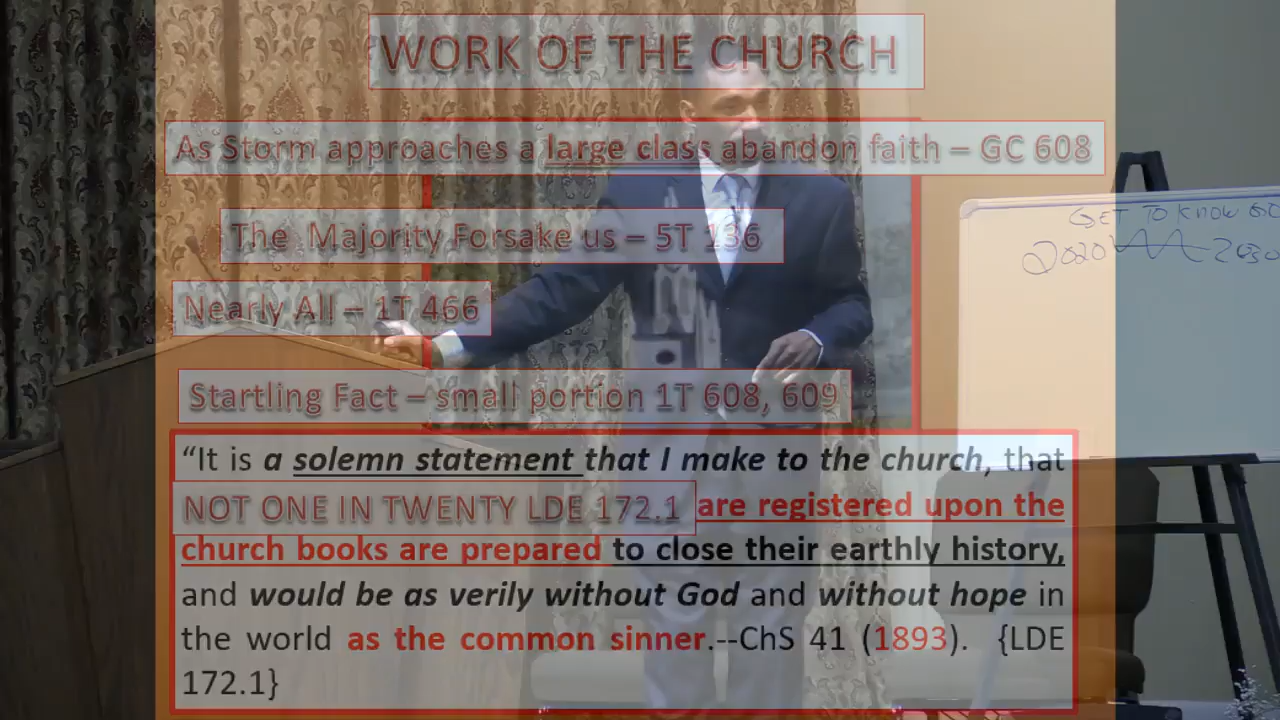 WORK OF THE CHURCH
As Storm approaches a large class abandon faith – GC 608
The Majority Forsake us – 5T 136
Nearly All – 1T 466
Startling Fact – small portion 1T 608, 609
“It is a solemn statement that I make to the church, that
NOT ONE IN TWENTY LDE 172.1 are registered upon the
church books are prepared to close their earthly history,
and would be as verily without God and without hope in
the world as the common sinner.--ChS 41 (1893). {LDE
172.1}
GET TO KNOW GO
2020 2030